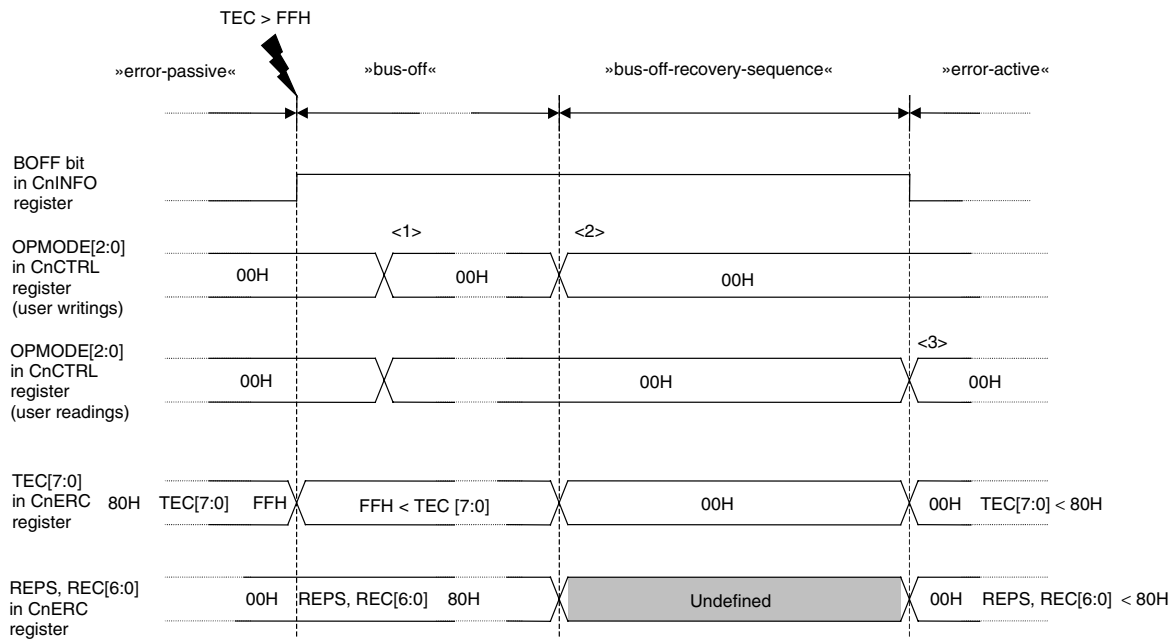 TEC > FFH
»error-passive« »bus-off« »bus-off-recovery-sequence« »error-active«
BOFF bit
in CnINFO
register
<1> <2>
OPMODE[2:0]
in CnCTRL
register
(user writings)
00H 00H 00H
<3>
OPMODE[2:0]
in CnCTRL
register
(user readings)
00H 00H 00H
TEC[7:0]
in CnERC
register
80H TEC[7:0] FFH FFH < TEC [7:0] 00H 00H TEC[7:0] < 80H
REPS, REC[6:0]
in CnERC
register
00H REPS, REC[6:0] 80H Undefined 00H REPS, REC[6:0] < 80H